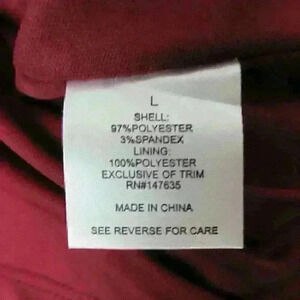 L
SHELL:
97%POLYESTER
3%SPANDEX
LINING:
100%POLYESTER
EXCLUSIVE OF TRIM
RN#147635
MADE IN CHINA
SEE REVERSE FOR CARE